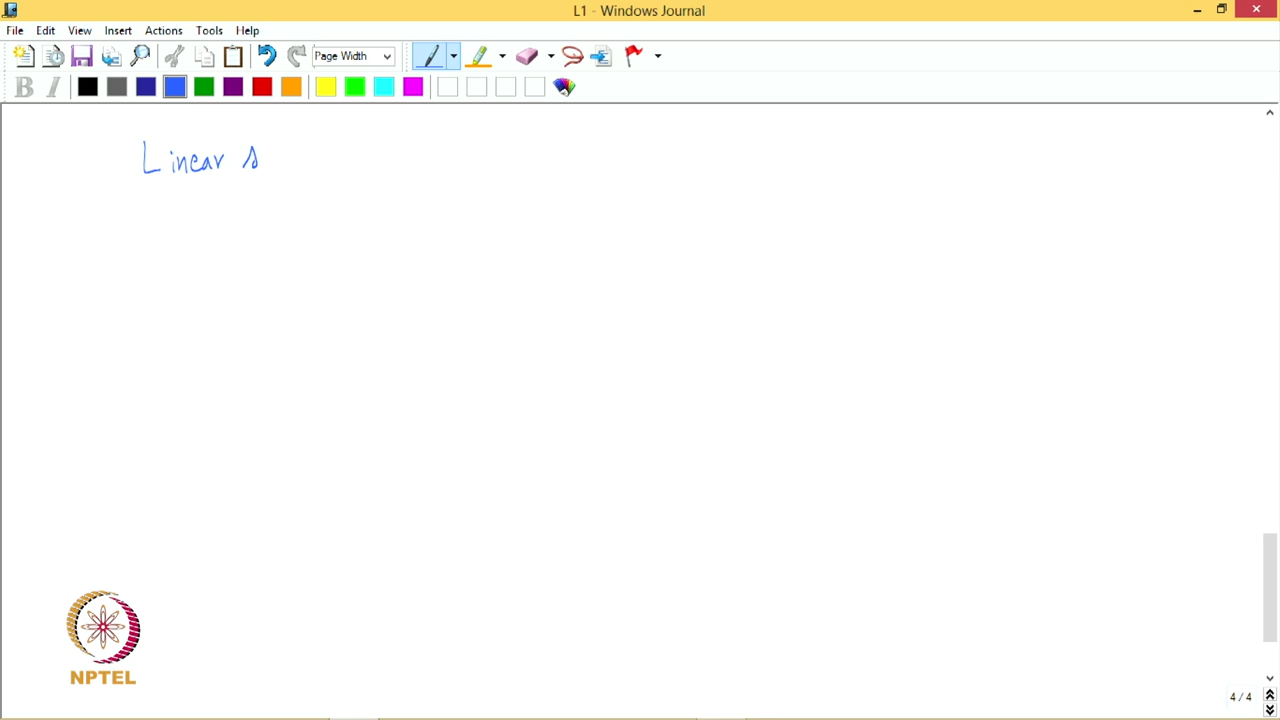 L1 - Windows Journal
File Edit View Insert Actions Tools Help
Page Width
B I
Linear s
NPTEL
4 / 4